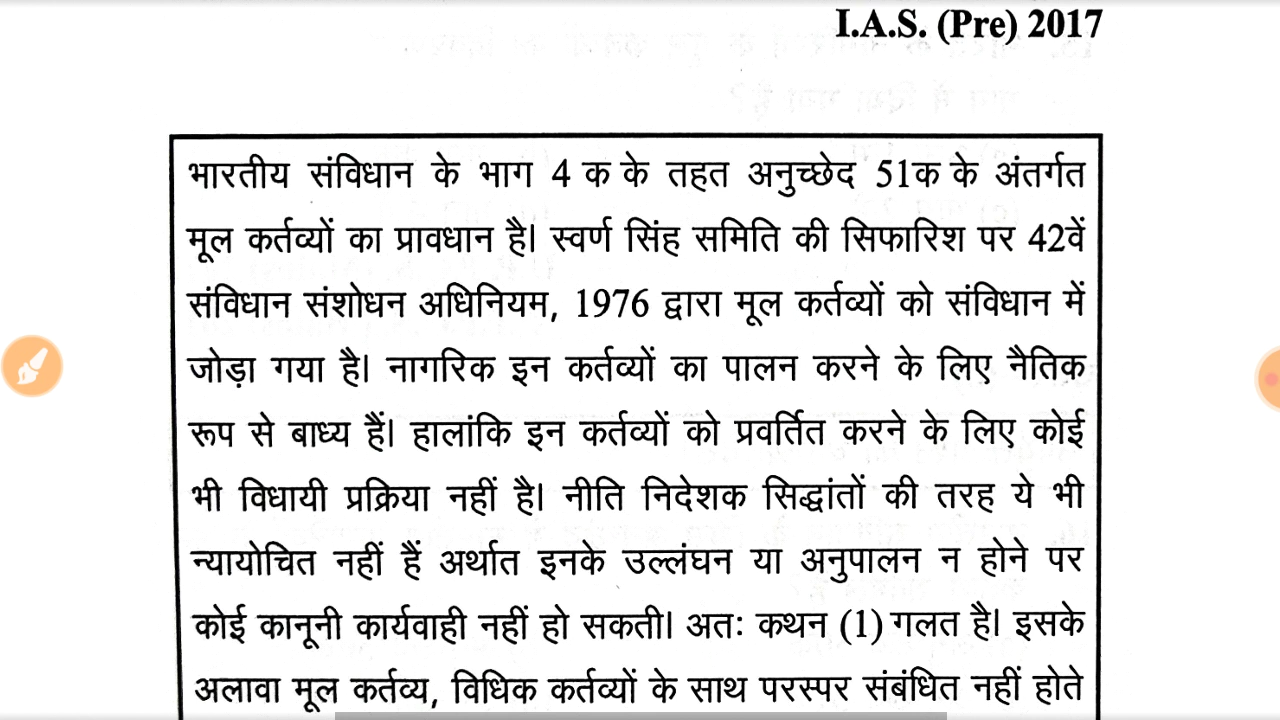 I.A.S. (Pre) 2017
भारतीय संविधान के भाग 4 क के तहत अनुच्छेद 51क के अंतर्गत
मूल कर्तव्यों का प्रावधान है। स्वर्ण सिंह समिति की सिफारिश पर 42वें
संविधान संशोधन अधिनियम, 1976 द्वारा मूल कर्तव्यों को संविधान में
जोड़ा गया है। नागरिक इन कर्तव्यों का पालन करने के लिए नैतिक
रूप से बाध्य हैं। हालांकि इन कर्तव्यों को प्रवर्तित करने के लिए कोई
भी विधायी प्रक्रिया नहीं है। नीति निदेशक सिद्धांतों की तरह ये भी
न्यायोचित नहीं हैं अर्थात इनके उल्लंघन या अनुपालन न होने पर
कोई कानूनी कार्यवाही नहीं हो सकती। अतः कथन (1) गलत है। इसके
अलावा मूल कर्तव्य, विधिक कर्तव्यों के साथ परस्पर संबंधित नहीं होते